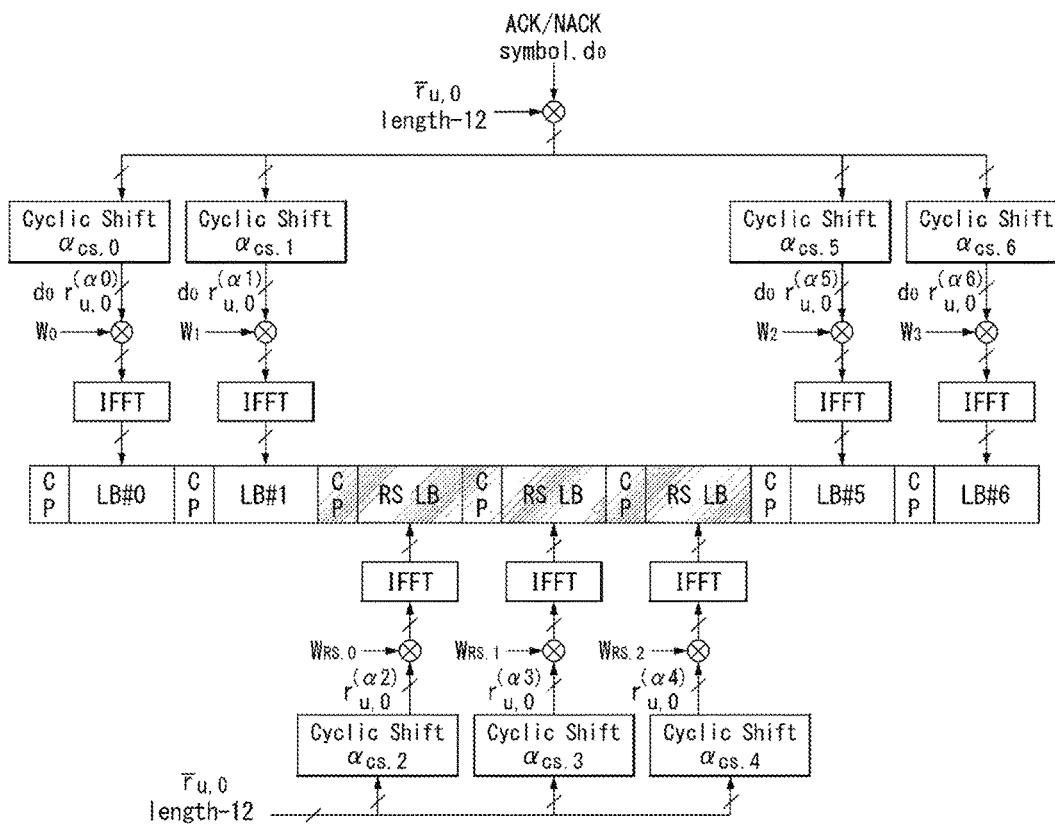 ACK/NACK
symbol, d0
r̅u,0
length-12
Cyclic Shift
αcs.0
Cyclic Shift
αcs.1
Cyclic Shift
αcs.5
Cyclic Shift
αcs.6
d0 r(α0)u,0
d0 r(α1)u,0
d0 r(α5)u,0
d0 r(α6)u,0
W0
W1
W2
W3
IFFT
IFFT
IFFT
IFFT
CP LB#0 CP LB#1 CP RS LB CP RS LB CP RS LB CP LB#5 CP LB#6
IFFT
IFFT
IFFT
WRS.0
WRS.1
WRS.2
r(α2)u,0
r(α3)u,0
r(α4)u,0
Cyclic Shift
αcs.2
Cyclic Shift
αcs.3
Cyclic Shift
αcs.4
r̅u,0
length-12